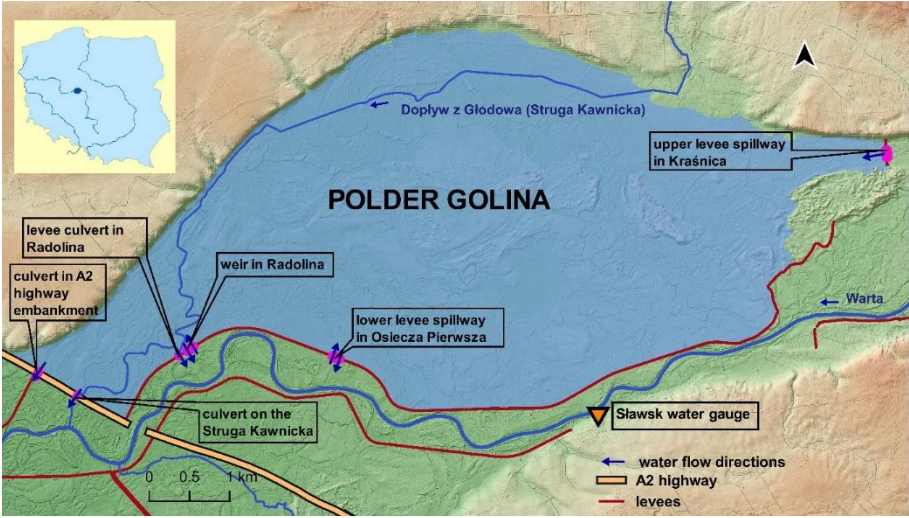 Dopływ z Głodowa (Struga Kawnicka)
upper levee spillway
in Kraśnica
POLDER GOLINA
levee culvert in
Radolina
weir in Radolina
culvert in A2
highway
embankment
lower levee spillway
in Osiecza Pierwsza
Warta
culvert on the
Struga Kawnicka
Sławsk water gauge
water flow directions
A2 highway
levees
0 0.5 1 km